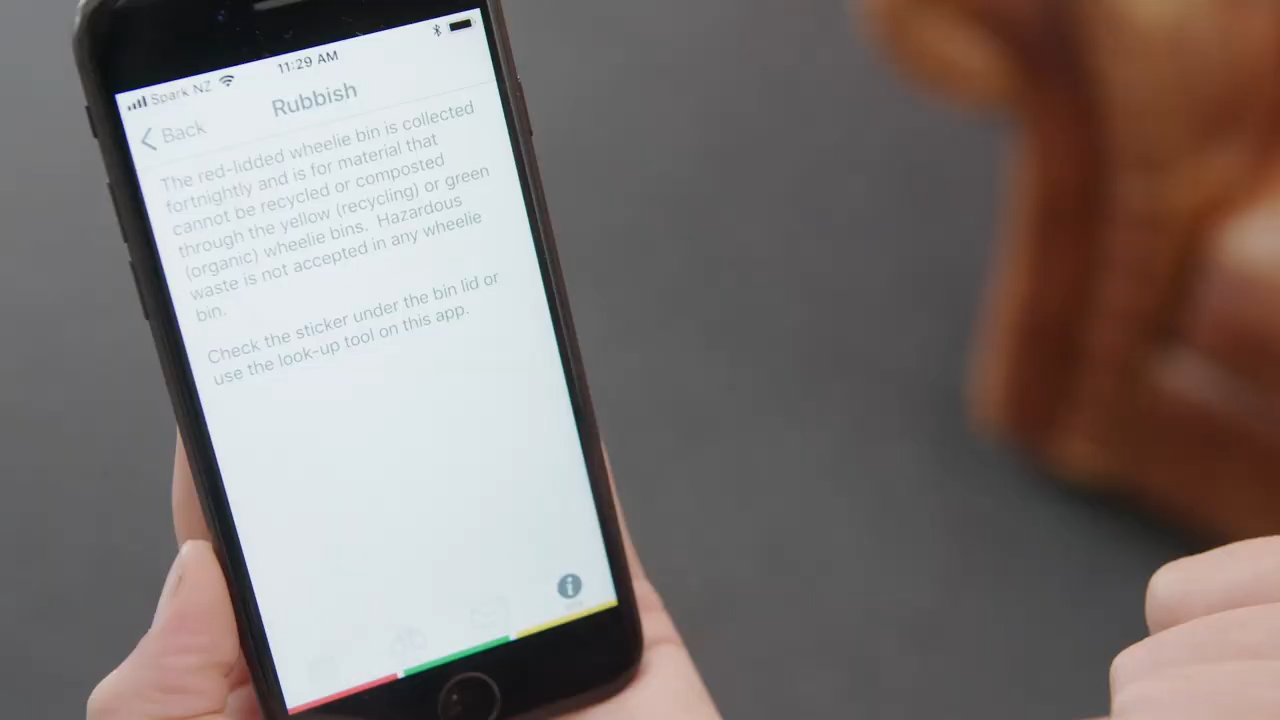 Spark NZ 11:29 AM
Back Rubbish
The red-lidded wheelie bin is collected
fortnightly and is for material that
cannot be recycled or composted
through the yellow (recycling) or green
(organic) wheelie bins. Hazardous
waste is not accepted in any wheelie
bin.
Check the sticker under the bin lid or
use the look-up tool on this app.